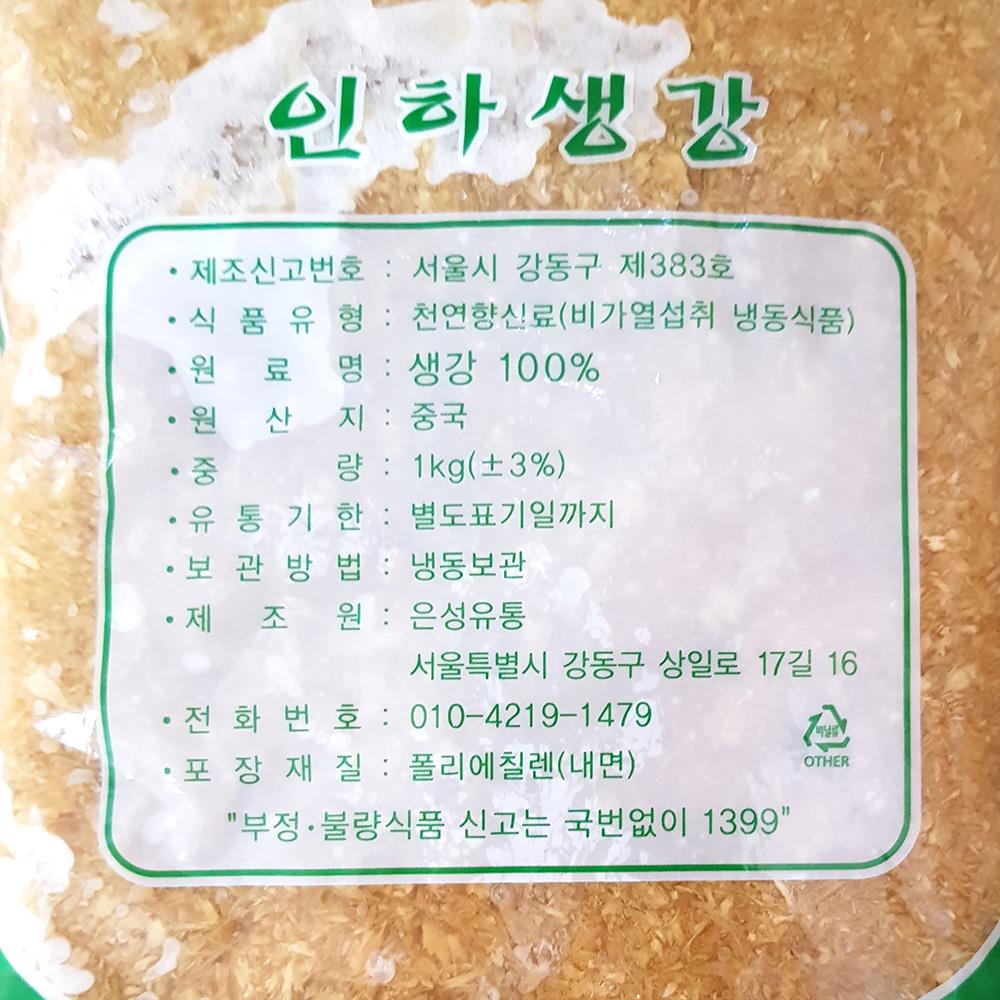 인하생강
• 제조신고번호 : 서울시 강동구 제383호
• 식품유형 : 천연향신료(비가열섭취 냉동식품)
• 원료명 : 생강 100%
• 원산지 : 중국
• 중량 : 1kg(±3%)
• 유통기한 : 별도표기일까지
• 보관방법 : 냉동보관
• 제조원 : 은성유통
서울특별시 강동구 상일로 17길 16
• 전화번호 : 010-4219-1479
• 포장재질 : 폴리에칠렌(내면)
비닐류
OTHER
"부정·불량식품 신고는 국번없이 1399"